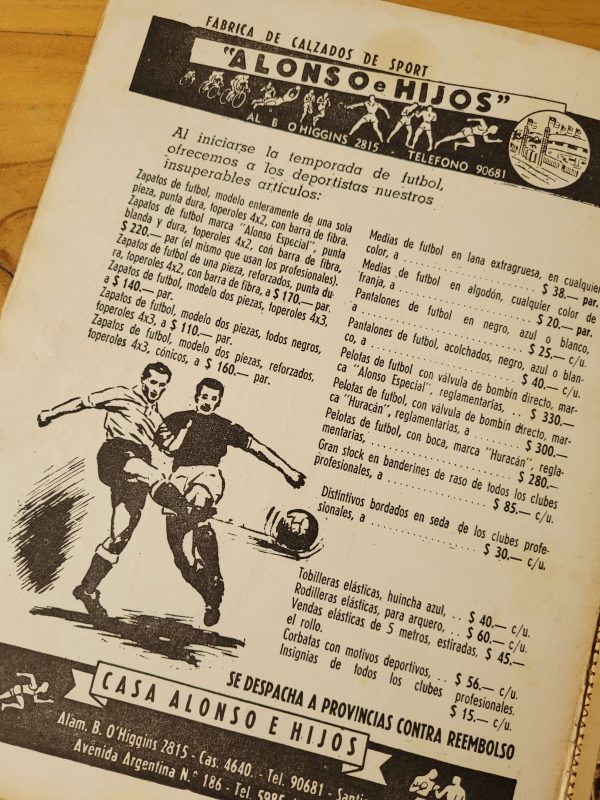 FABRICA DE CALZADOS DE SPORT
"ALONSO e HIJOS"
AL. B. O'HIGGINS 2815 - TELEFONO 90681
Al iniciarse la temporada de futbol,
ofrecemos a los deportistas nuestros
insuperables artículos:
Zapatos de futbol, modelo enteramente de una sola
pieza, punta dura, toperoles 4x2, con barra de fibra.
Zapatos de futbol marca "Alonso Especial", punta
blanda y dura, toperoles 4x2, con barra de fibra,
$ 220.— par (el mismo que usan los profesionales).
Zapatos de futbol de una pieza, reforzados, punta du-
ra, toperoles 4x2, con barra de fibra, a $ 170.— par.
Zapatos de futbol, modelo dos piezas, toperoles 4x3,
a $ 140.— par.
Zapatos de futbol, modelo dos piezas, todos negros,
toperoles 4x3, a $ 110.— par.
Zapatos de futbol, modelo dos piezas, reforzados,
toperoles 4x3, cónicos, a $ 160.— par.
Medias de futbol en lana extragruesa, en cualquier
color, a . . . . . . . . . . . . $ 38.— par.
Medias de futbol en algodón, cualquier color de
franja, a . . . . . . . . . . . . $ 20.— par.
Pantalones de futbol en negro, azul o blanco,
a . . . . . . . . . . . . $ 25.— c/u.
Pantalones de futbol, acolchados, negro, azul o blan-
co, a . . . . . . . . . . . . $ 40.— c/u.
Pelotas de futbol con válvula de bombín directo, mar-
ca "Alonso Especial", reglamentarias, . . $ 330.—
Pelotas de futbol, con válvula de bombín directo, mar-
ca "Huracán", reglamentarias, a . . . . $ 300.—
Pelotas de futbol, con boca, marca "Huracán", regla-
mentarias, . . . . . . . . . . . . $ 280.—
Gran stock en banderines de raso de todos los clubes
profesionales, a . . . . . . . . $ 85.— c/u.
Distintivos bordados en seda de los clubes profe-
sionales, a . . . . . . . . . . $ 30.— c/u.
Tobilleras elásticas, huincha azul, . . $ 40.— c/u.
Rodilleras elásticas, para arquero, . . $ 60.— c/u.
Vendas elásticas de 5 metros, estiradas, $ 45.—
el rollo.
Corbatas con motivos deportivos, . . $ 56.— c/u.
Insignias de todos los clubes profesionales.
$ 15.— c/u.
SE DESPACHA A PROVINCIAS CONTRA REEMBOLSO
CASA ALONSO E HIJOS
Alam. B. O'Higgins 2815 - Cas. 4640. - Tel. 90681 - Santi
Avenida Argentina N.º 186 - Tel. 5985